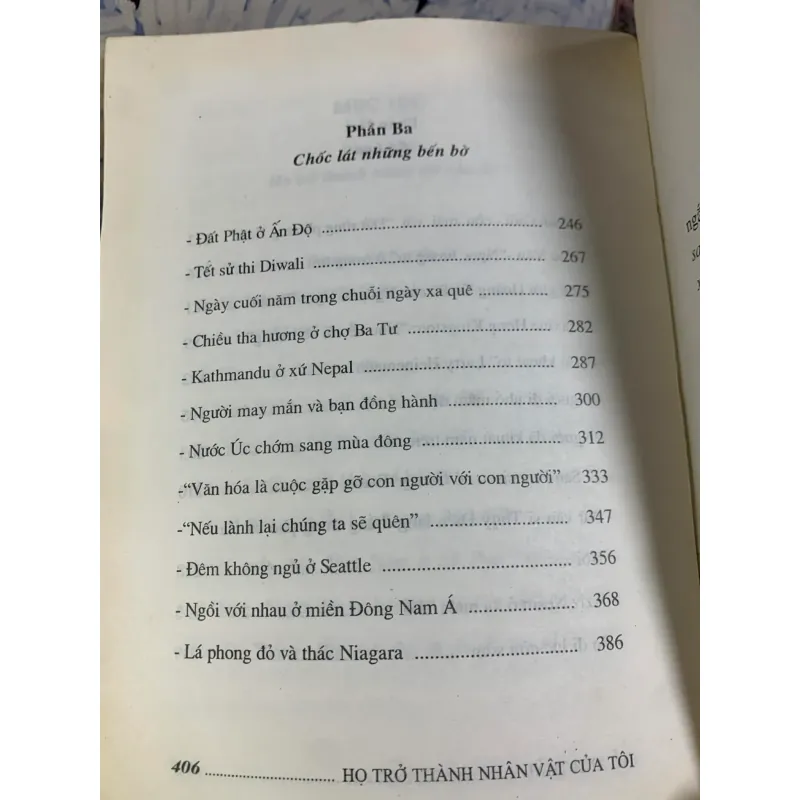 Phần Ba
Chốc lát những bến bờ
- Đất Phật ở Ấn Độ ........................................ 246
- Tết sử thi Diwali ........................................ 267
- Ngày cuối năm trong chuỗi ngày xa quê ................. 275
- Chiều tha hương ở chợ Ba Tư ........................... 282
- Kathmandu ở xứ Nepal .................................. 287
- Người may mắn và bạn đồng hành ....................... 300
- Nước Úc chớm sang mùa đông ........................... 312
-“Văn hóa là cuộc gặp gỡ con người với con người” 333
-“Nếu lành lại chúng ta sẽ quên” ........................ 347
- Đêm không ngủ ở Seattle ............................... 356
- Ngồi với nhau ở miền Đông Nam Á ...................... 368
- Lá phong đỏ và thác Niagara .......................... 386
406 ................................ HỌ TRỞ THÀNH NHÂN VẬT CỦA TÔI